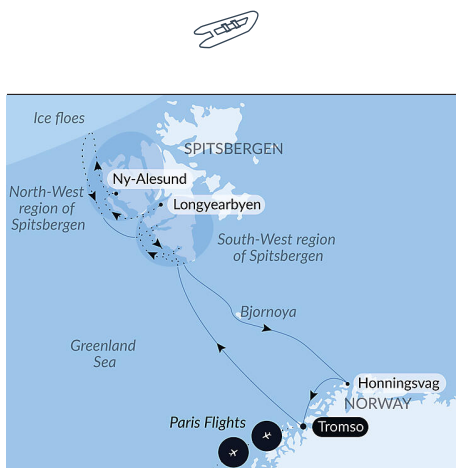 Ice floes
SPITSBERGEN
Ny-Alesund
North-West
region of
Spitsbergen
Longyearbyen
South-West region
of Spitsbergen
Bjornoya
Greenland
Sea
Honningsvag
NORWAY
Paris Flights
Tromso